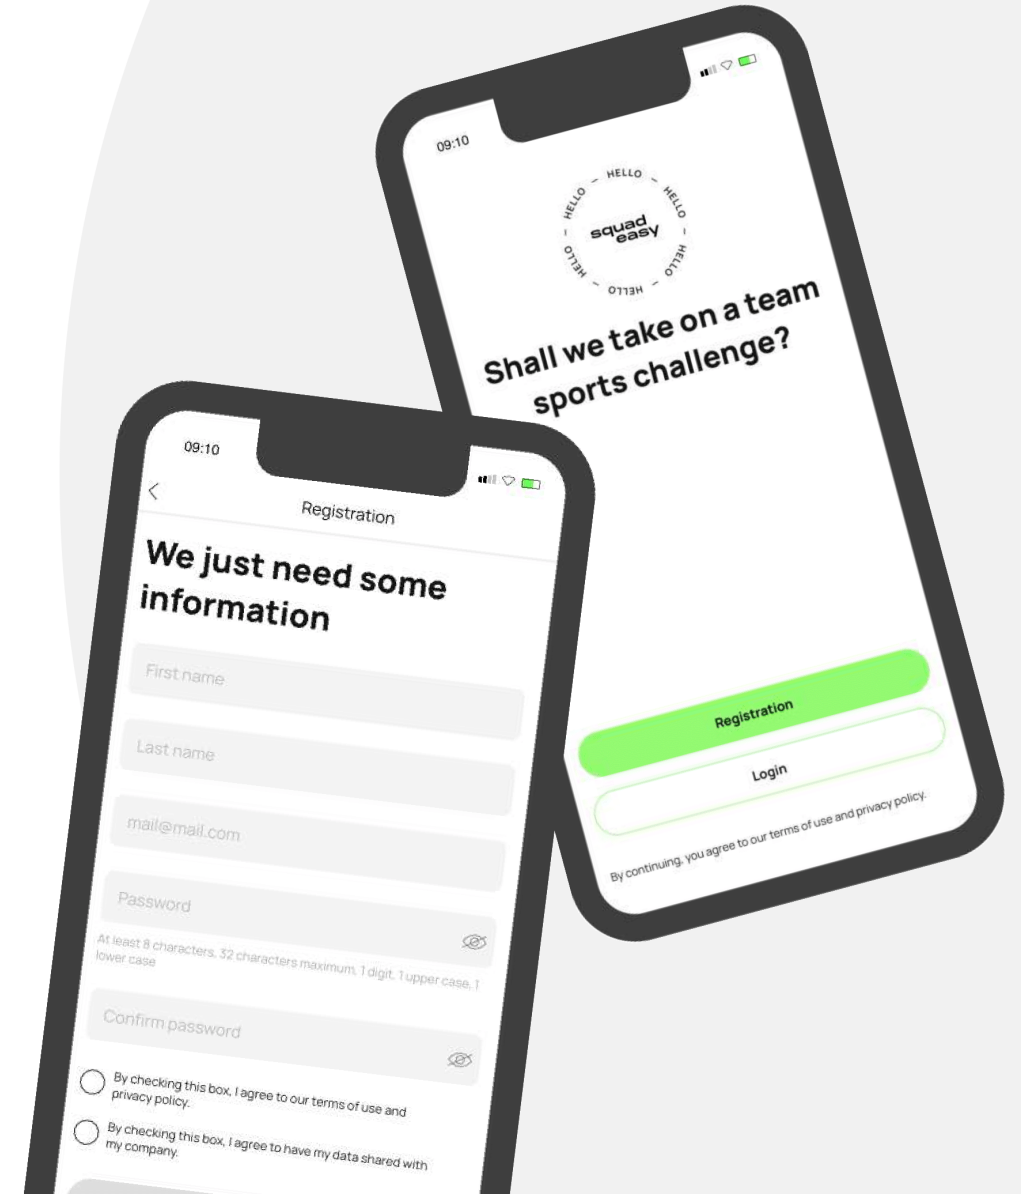 09:10
HELLO – HELLO – HELLO – HELLO – HELLO – HELLO –
squad
easy
Shall we take on a team
sports challenge?
Registration
Login
By continuing, you agree to our terms of use and privacy policy.
09:10
Registration
We just need some
information
First name
Last name
mail@mail.com
Password
At least 8 characters, 32 characters maximum, 1 digit, 1 upper case, 1
lower case
Confirm password
By checking this box, I agree to our terms of use and
privacy policy.
By checking this box, I agree to have my data shared with
my company.